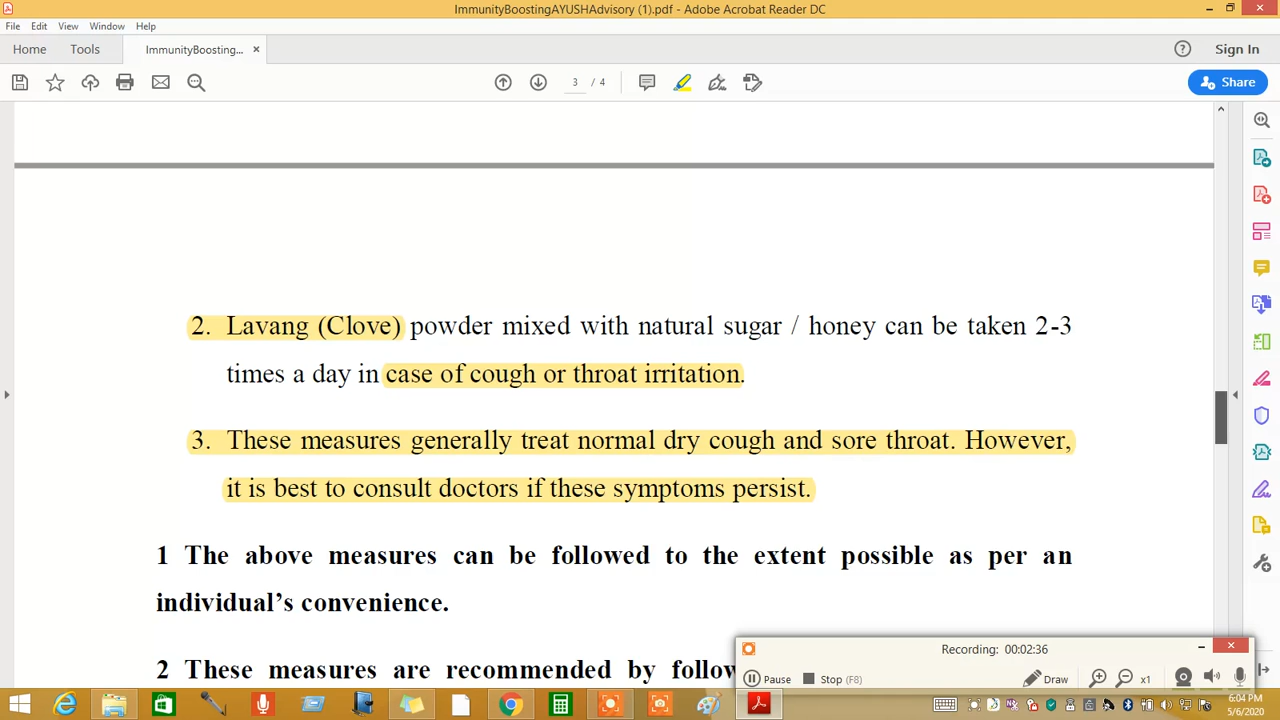 ImmunityBoostingAYUSHAdvisory (1).pdf - Adobe Acrobat Reader DC
File Edit View Window Help
Home Tools ImmunityBoosting... × Sign In
3 / 4 Share
2. Lavang (Clove) powder mixed with natural sugar / honey can be taken 2-3
times a day in case of cough or throat irritation.
3. These measures generally treat normal dry cough and sore throat. However,
it is best to consult doctors if these symptoms persist.
1 The above measures can be followed to the extent possible as per an
individual's convenience.
2 These measures are recommended by follow
Recording: 00:02:36
Pause Stop (F8) Draw x1
6:04 PM
5/6/2020